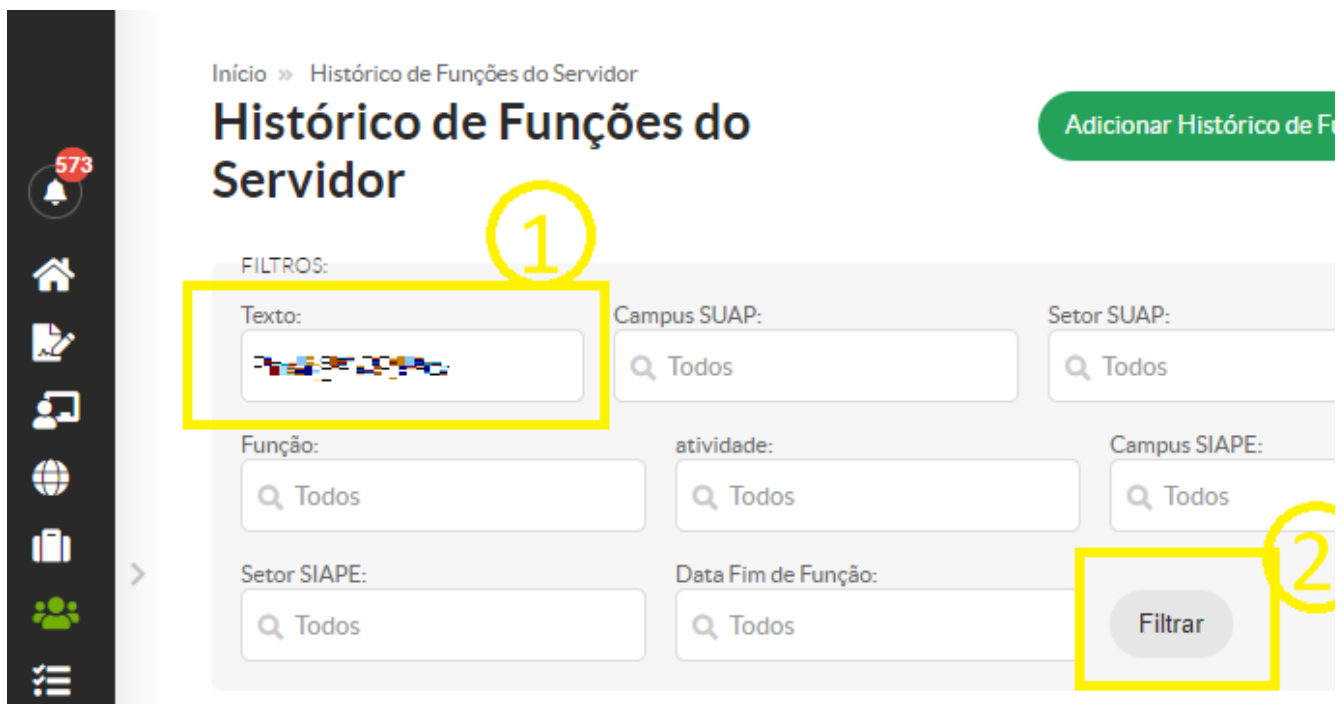 Início » Histórico de Funções do Servidor
Histórico de Funções do
Servidor
Adicionar Histórico de Fu
573
1
FILTROS:
Texto:
Campus SUAP:
Setor SUAP:
Todos
Todos
Função:
atividade:
Campus SIAPE:
Todos
Todos
Todos
2
Setor SIAPE:
Data Fim de Função:
Todos
Todos
Filtrar